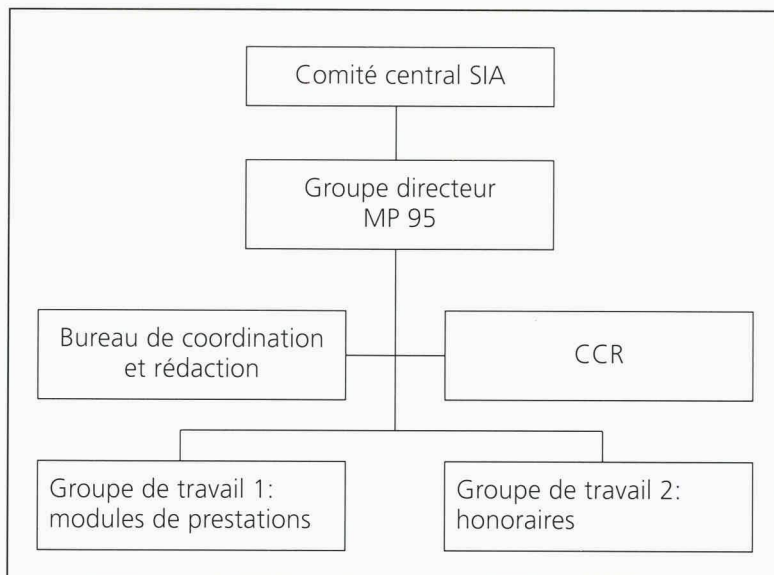 Comité central SIA
Groupe directeur
MP 95
Bureau de coordination
et rédaction
CCR
Groupe de travail 1:
modules de prestations
Groupe de travail 2:
honoraires